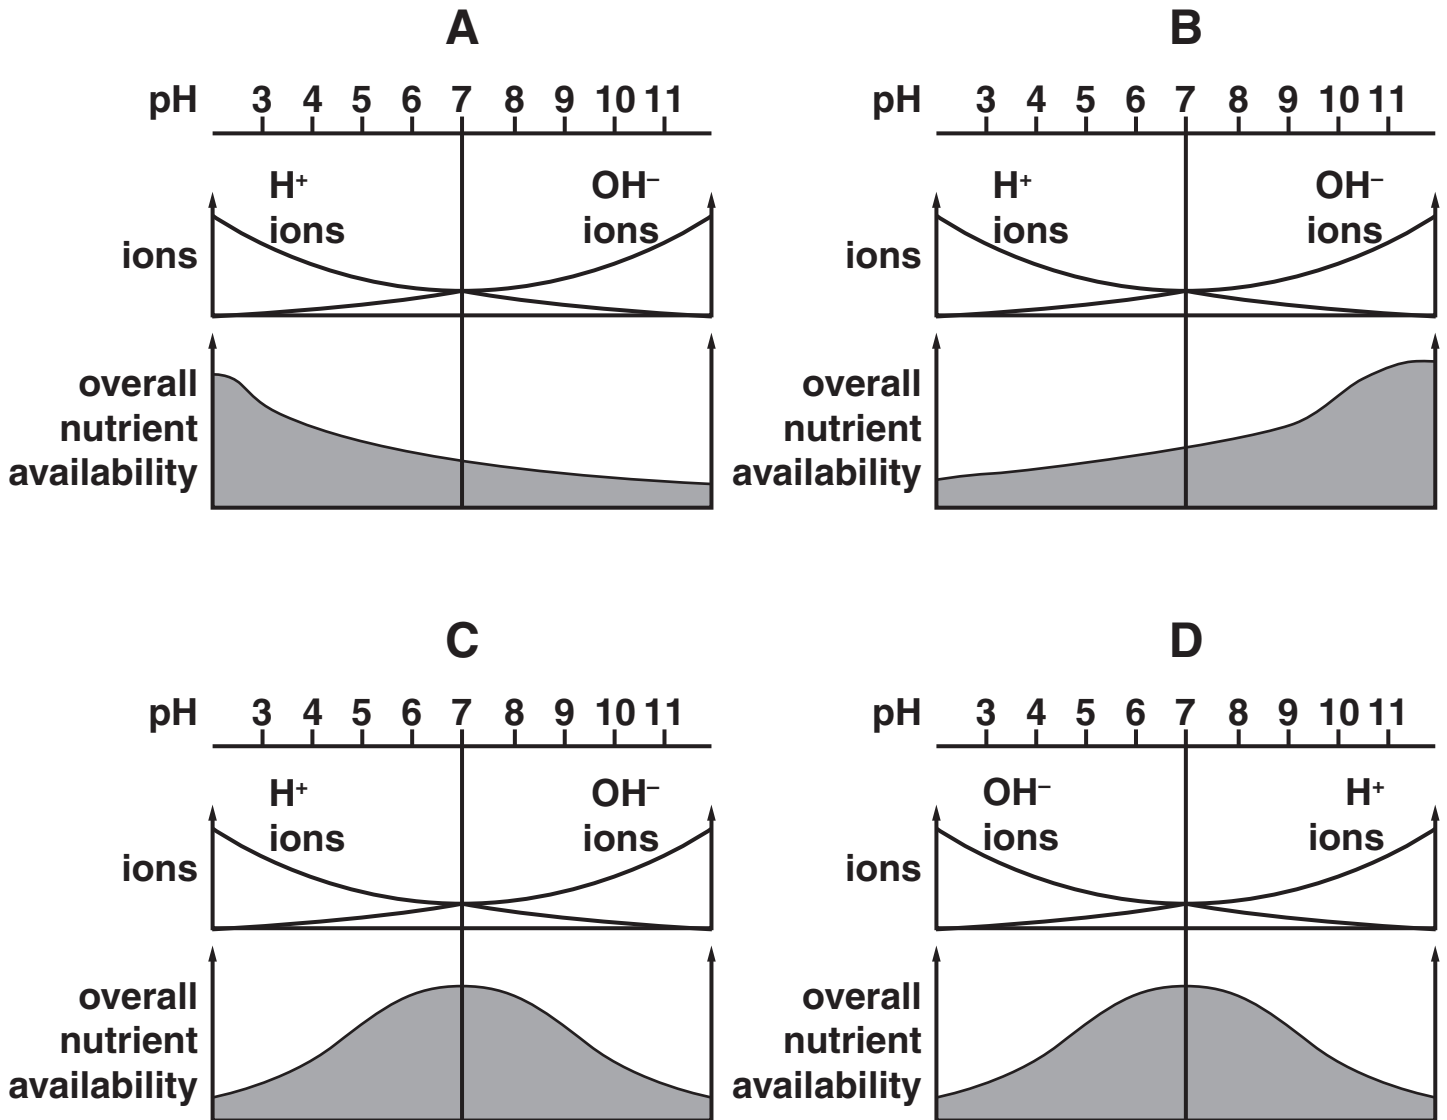 A
pH 3 4 5 6 7 8 9 10 11
H⁺
ions
OH⁻
ions
ions
overall
nutrient
availability
B
pH 3 4 5 6 7 8 9 10 11
H⁺
ions
OH⁻
ions
ions
overall
nutrient
availability
C
pH 3 4 5 6 7 8 9 10 11
H⁺
ions
OH⁻
ions
ions
overall
nutrient
availability
D
pH 3 4 5 6 7 8 9 10 11
OH⁻
ions
H⁺
ions
ions
overall
nutrient
availability